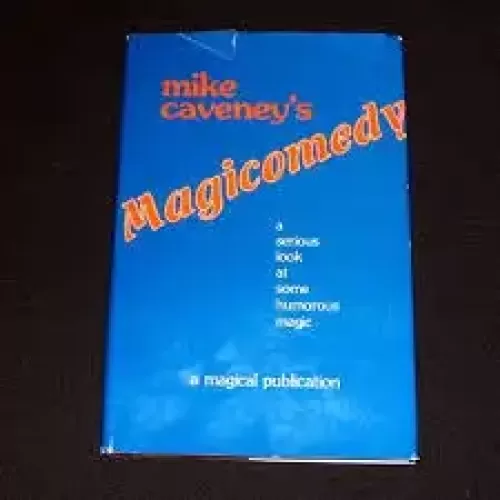 mike
caveney's
Magicomedy
a
serious
look
at
some
humorous
magic
a magical publication